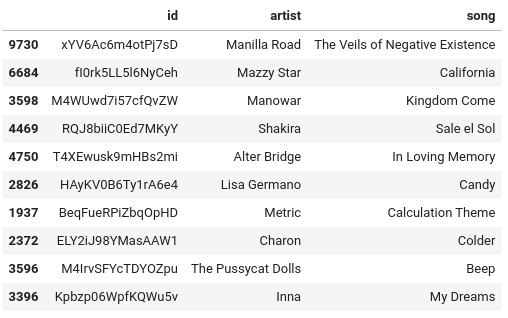 id artist song
9730 xYV6Ac6m4otPj7sD Manilla Road The Veils of Negative Existence
6684 fI0rk5LL5l6NyCeh Mazzy Star California
3598 M4WUwd7i57cfQvZW Manowar Kingdom Come
4469 RQJ8biiC0Ed7MKyY Shakira Sale el Sol
4750 T4XEwusk9mHBs2mi Alter Bridge In Loving Memory
2826 HAyKV0B6Ty1rA6e4 Lisa Germano Candy
1937 BeqFueRPiZbqOpHD Metric Calculation Theme
2372 ELY2iJ98YMasAAW1 Charon Colder
3596 M4IrvSFYcTDYOZpu The Pussycat Dolls Beep
3396 Kpbzp06WpfKQWu5v Inna My Dreams